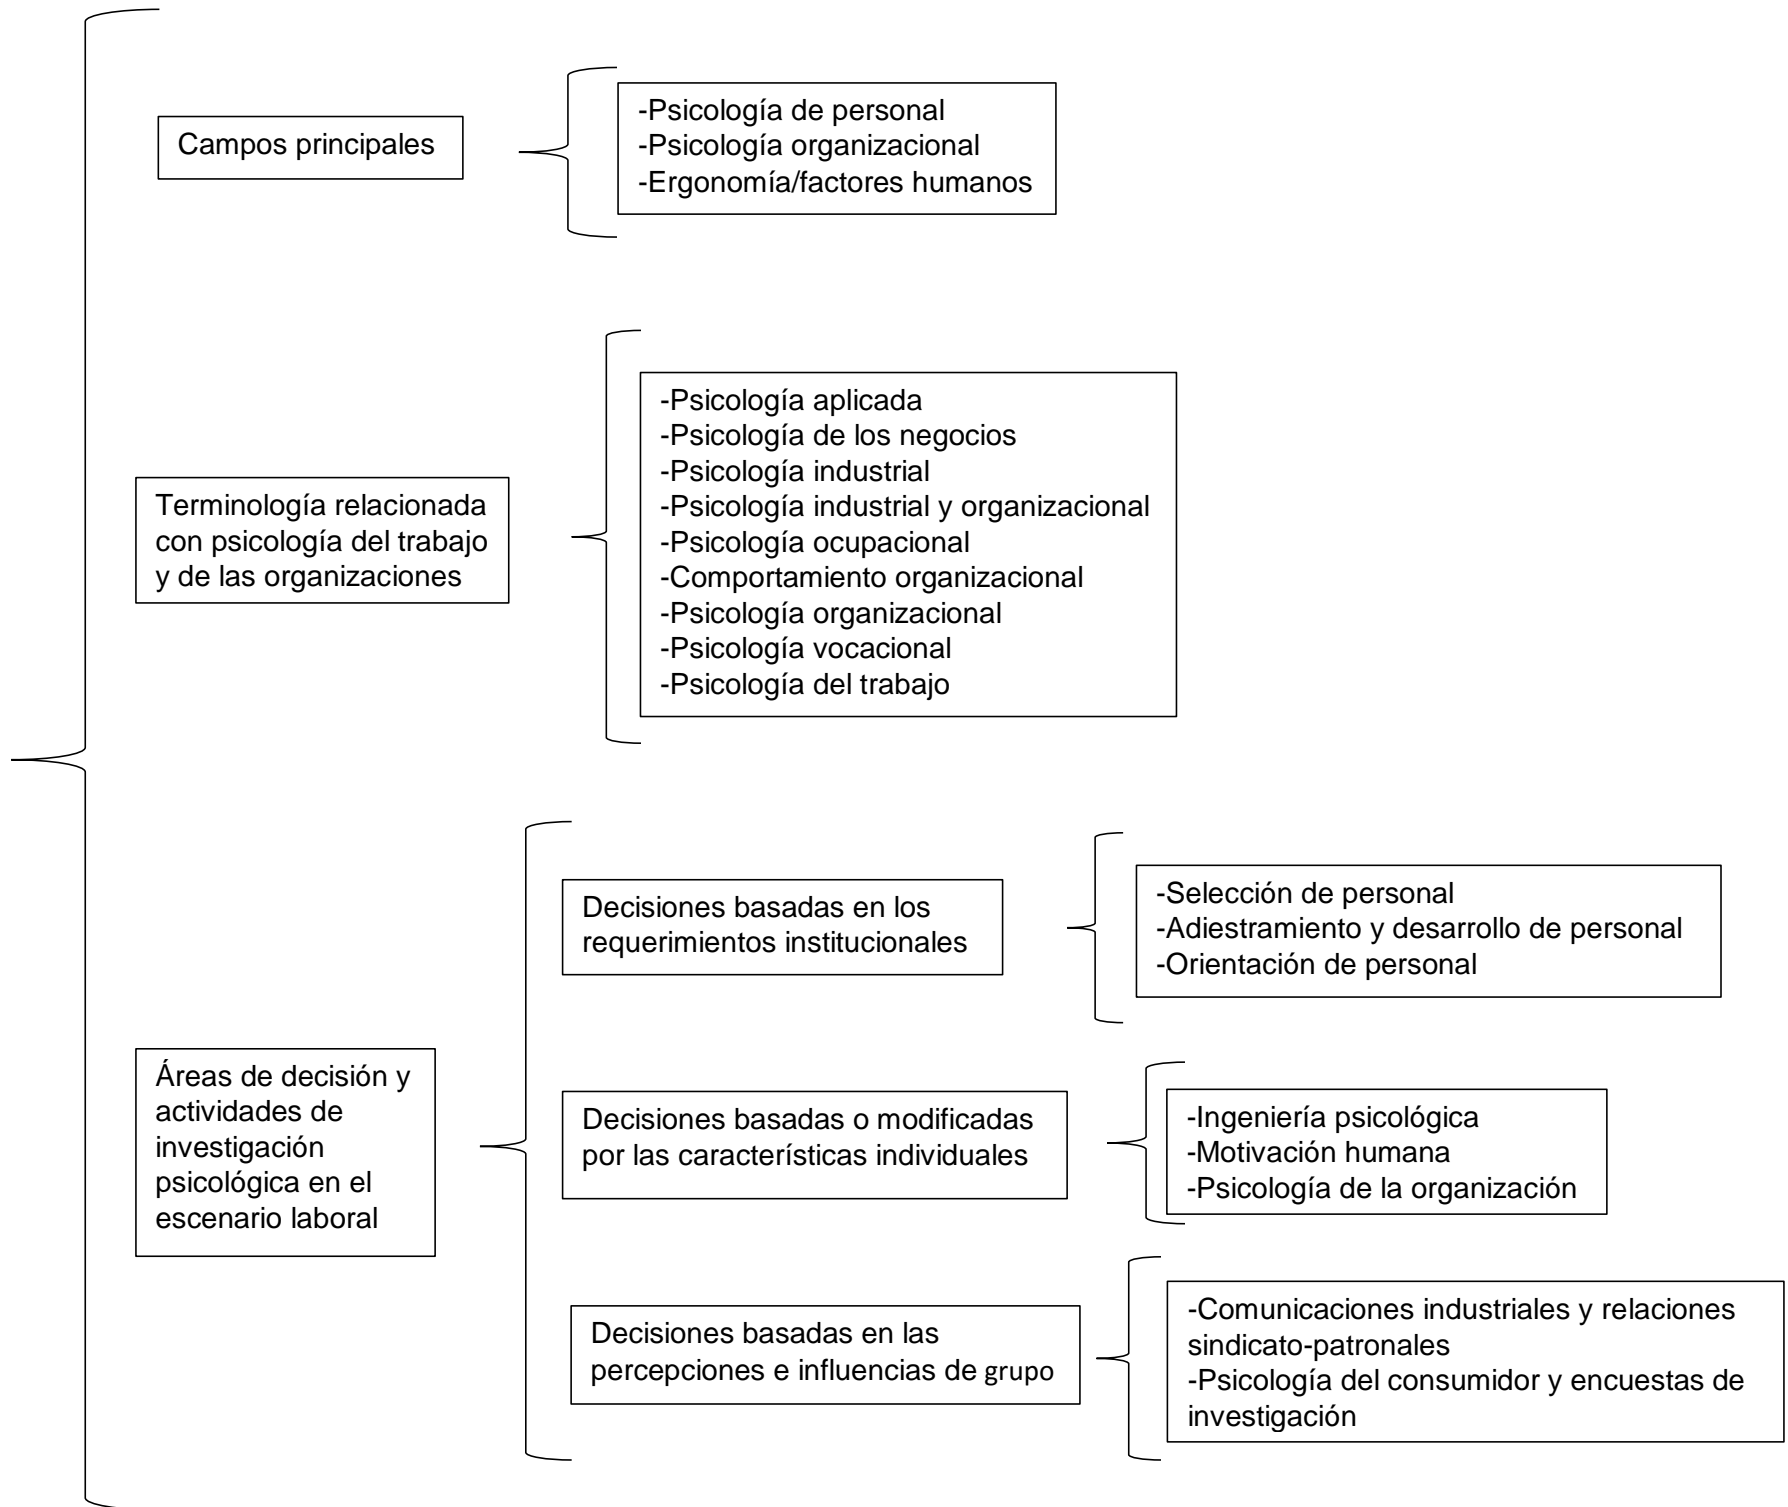 Campos principales
-Psicología de personal
-Psicología organizacional
-Ergonomía/factores humanos
Terminología relacionada
con psicología del trabajo
y de las organizaciones
-Psicología aplicada
-Psicología de los negocios
-Psicología industrial
-Psicología industrial y organizacional
-Psicología ocupacional
-Comportamiento organizacional
-Psicología organizacional
-Psicología vocacional
-Psicología del trabajo
Áreas de decisión y
actividades de
investigación
psicológica en el
escenario laboral
Decisiones basadas en los
requerimientos institucionales
-Selección de personal
-Adiestramiento y desarrollo de personal
-Orientación de personal
Decisiones basadas o modificadas
por las características individuales
-Ingeniería psicológica
-Motivación humana
-Psicología de la organización
Decisiones basadas en las
percepciones e influencias de grupo
-Comunicaciones industriales y relaciones
sindicato-patronales
-Psicología del consumidor y encuestas de
investigación